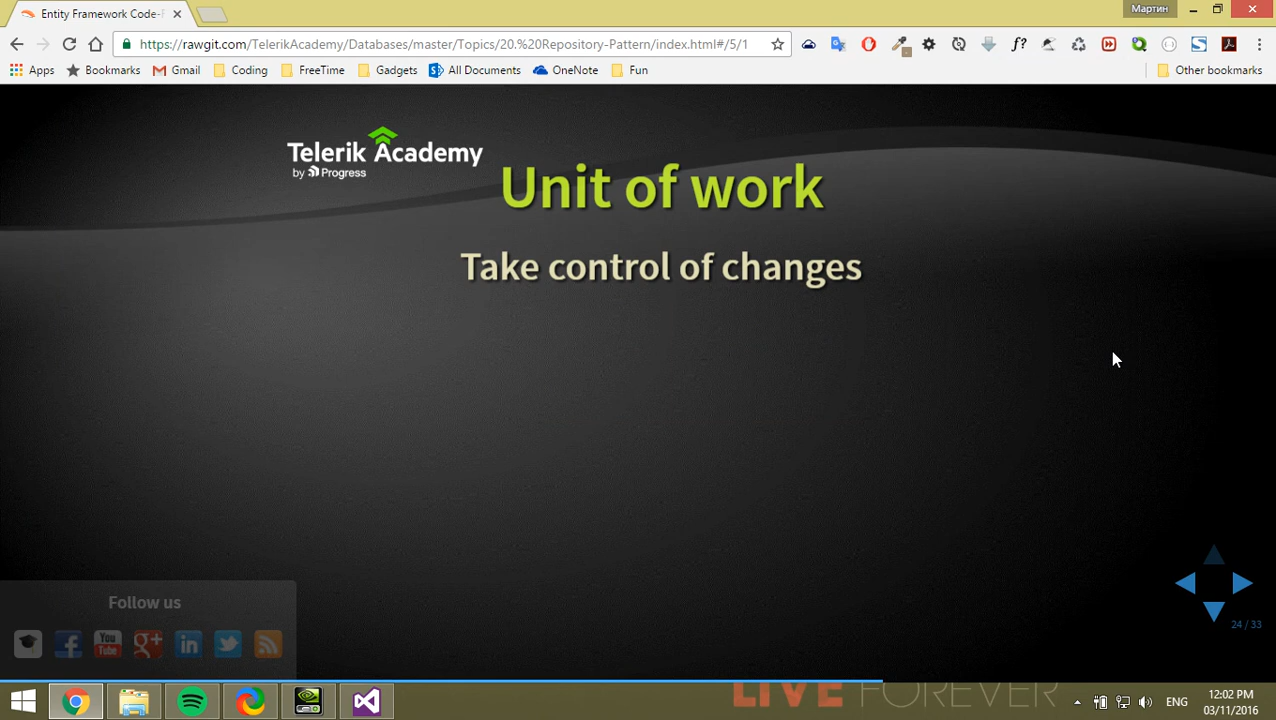 Entity Framework Code-F
Мартин
https://rawgit.com/TelerikAcademy/Databases/master/Topics/20.%20Repository-Pattern/index.html#/5/1
f?
Apps
Bookmarks
Gmail
Coding
FreeTime
Gadgets
All Documents
OneNote
Fun
Other bookmarks
Telerik Academy
by Progress
Unit of work
Take control of changes
Follow us
You
Tube
24 / 33
LIVE FOREVER
ENG
12:02 PM
03/11/2016